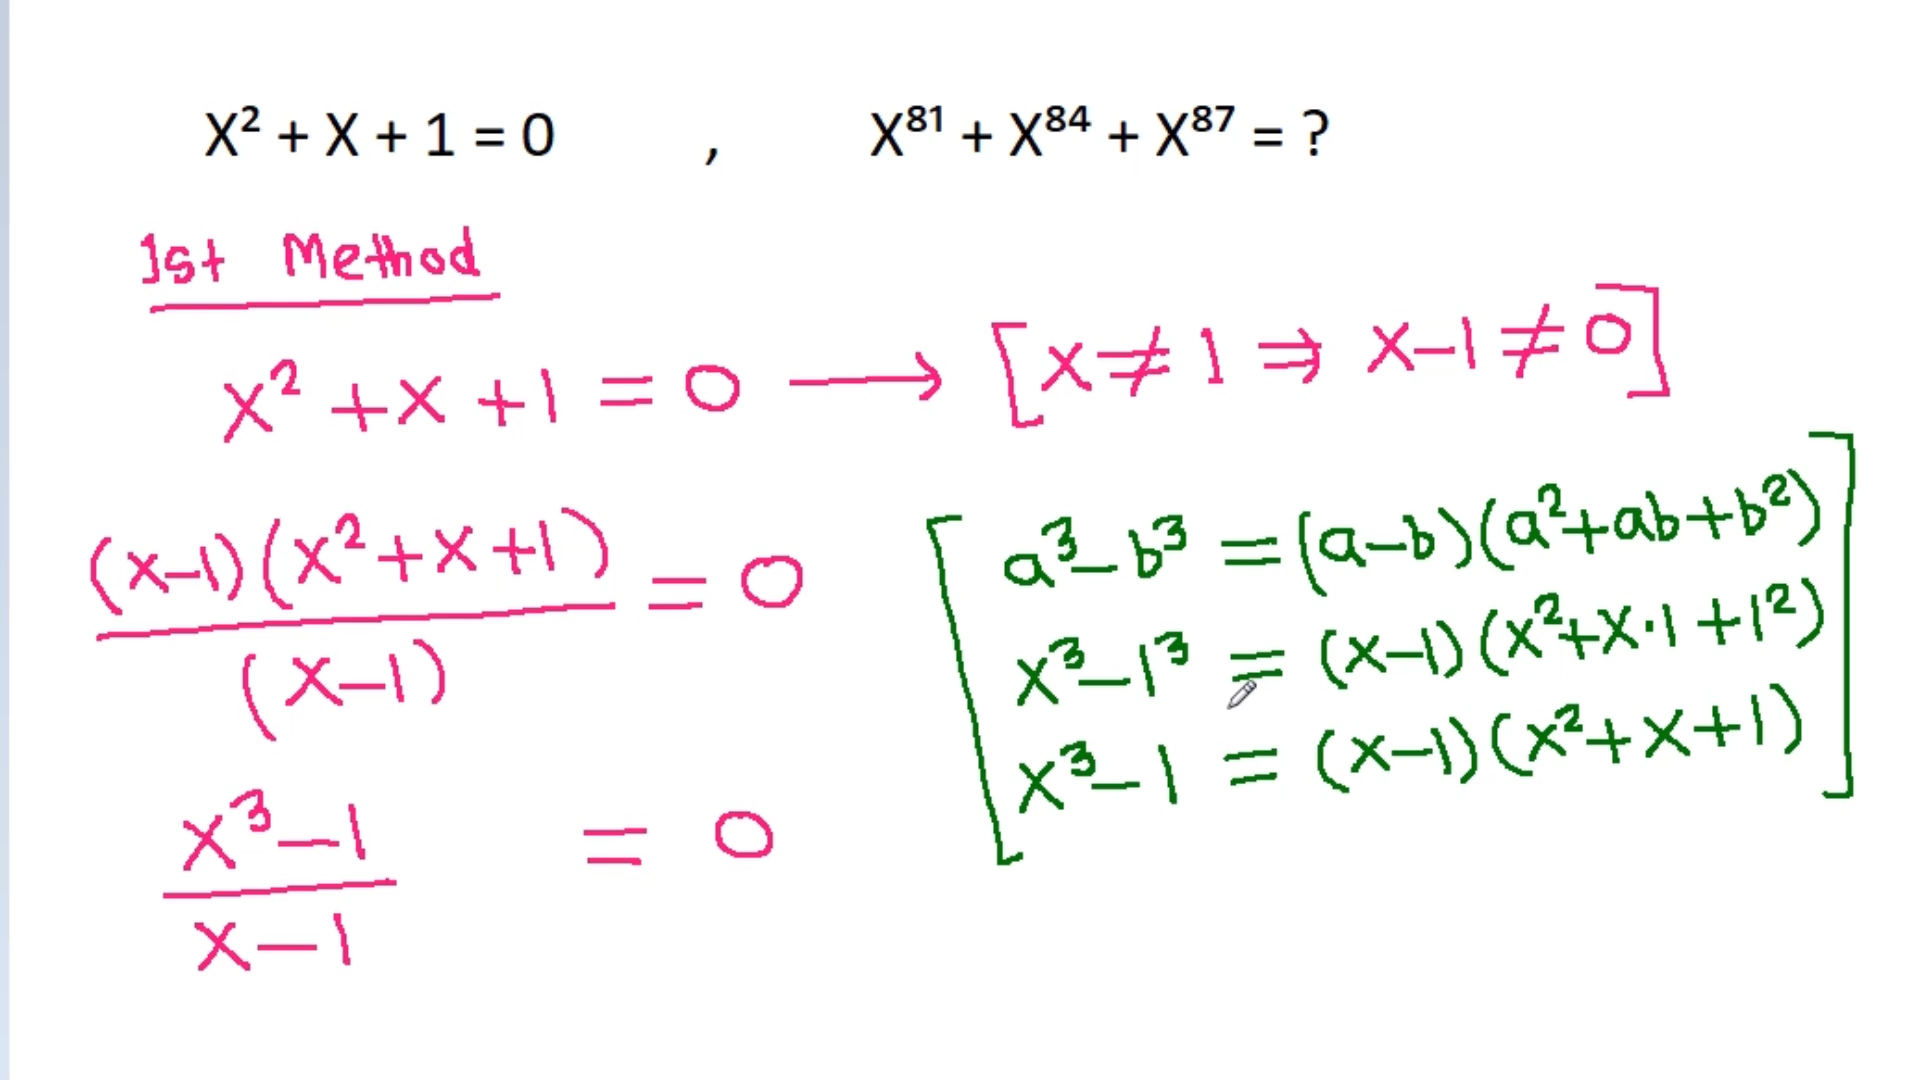 X² + X + 1 = 0 , X⁸¹ + X⁸⁴ + X⁸⁷ = ?
1st Method
x² + x + 1 = 0 → [x ≠ 1 ⇒ x - 1 ≠ 0]
(x-1)(x² + x + 1) / (x-1) = 0
x³ - 1 / x - 1 = 0
[a³ - b³ = (a-b)(a² + ab + b²)
x³ - 1³ = (x-1)(x² + x·1 + 1²)
x³ - 1 = (x-1)(x² + x + 1)]